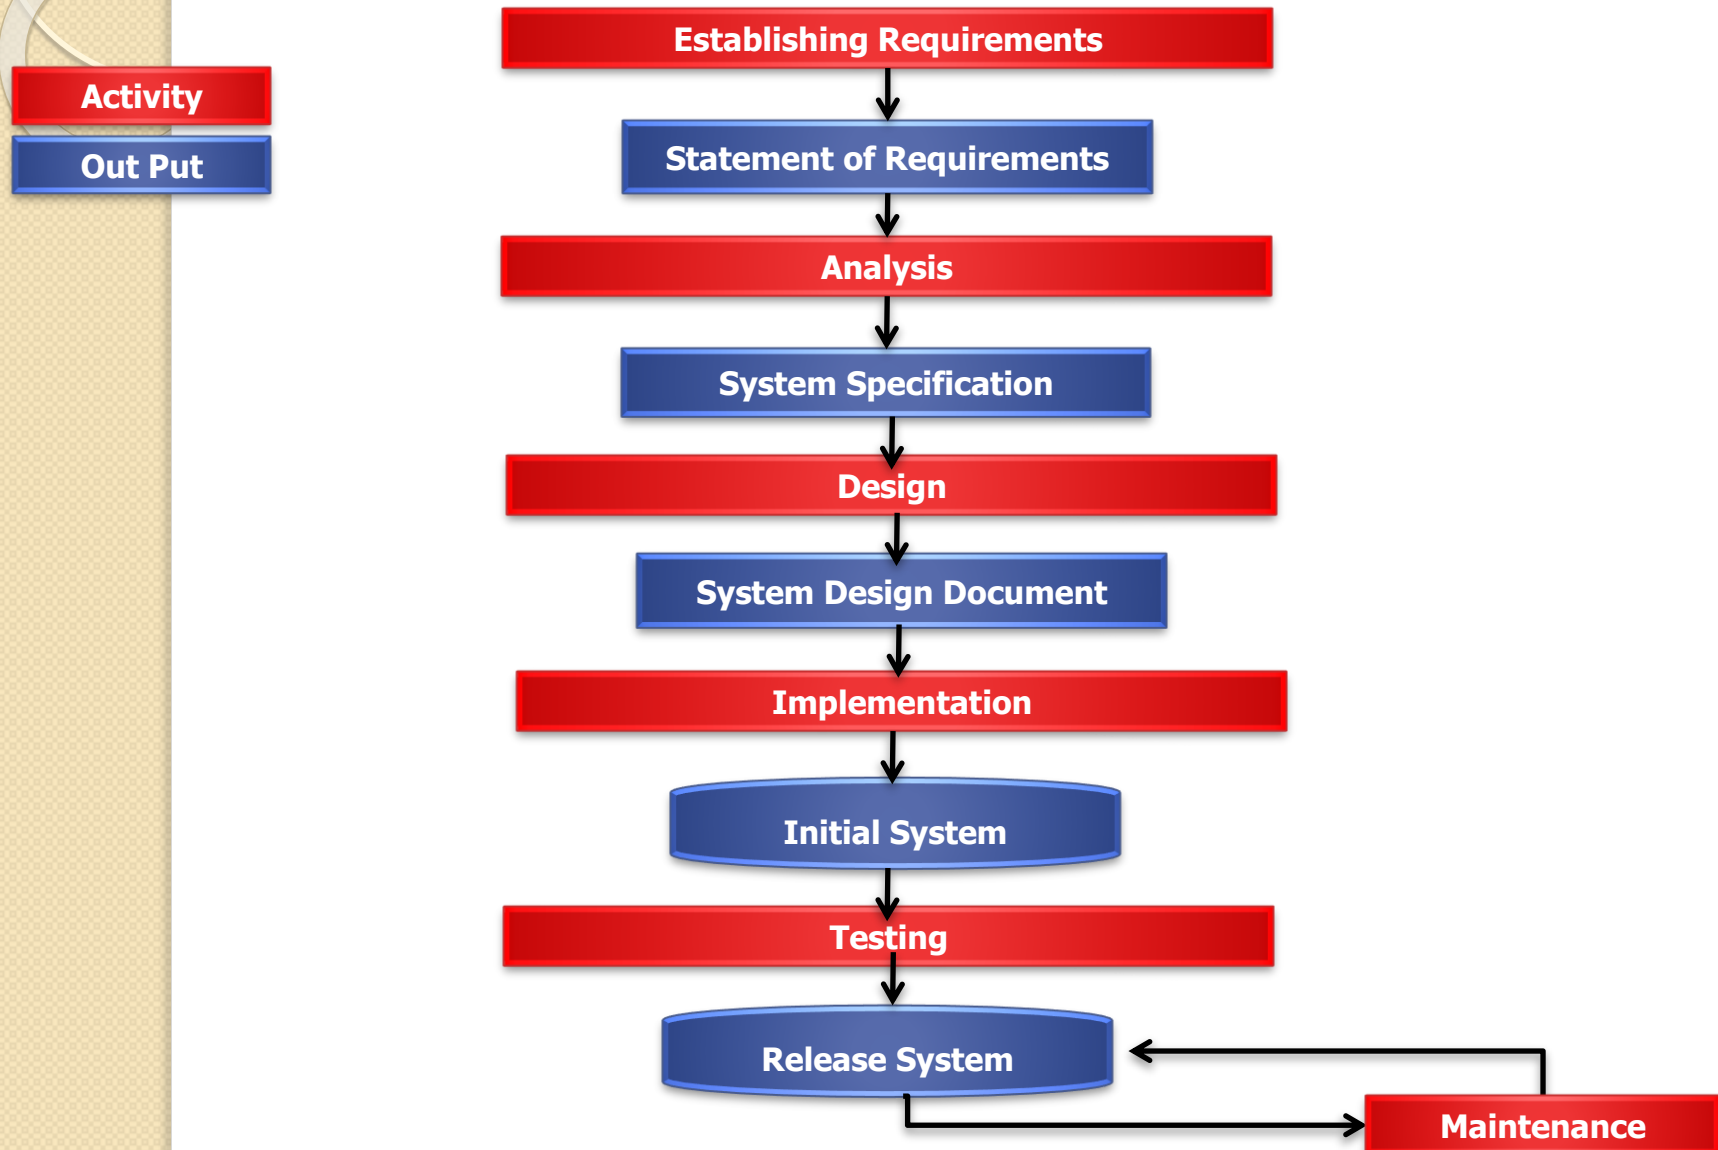 Establishing Requirements
Activity
Out Put
Statement of Requirements
Analysis
System Specification
Design
System Design Document
Implementation
Initial System
Testing
Release System
Maintenance